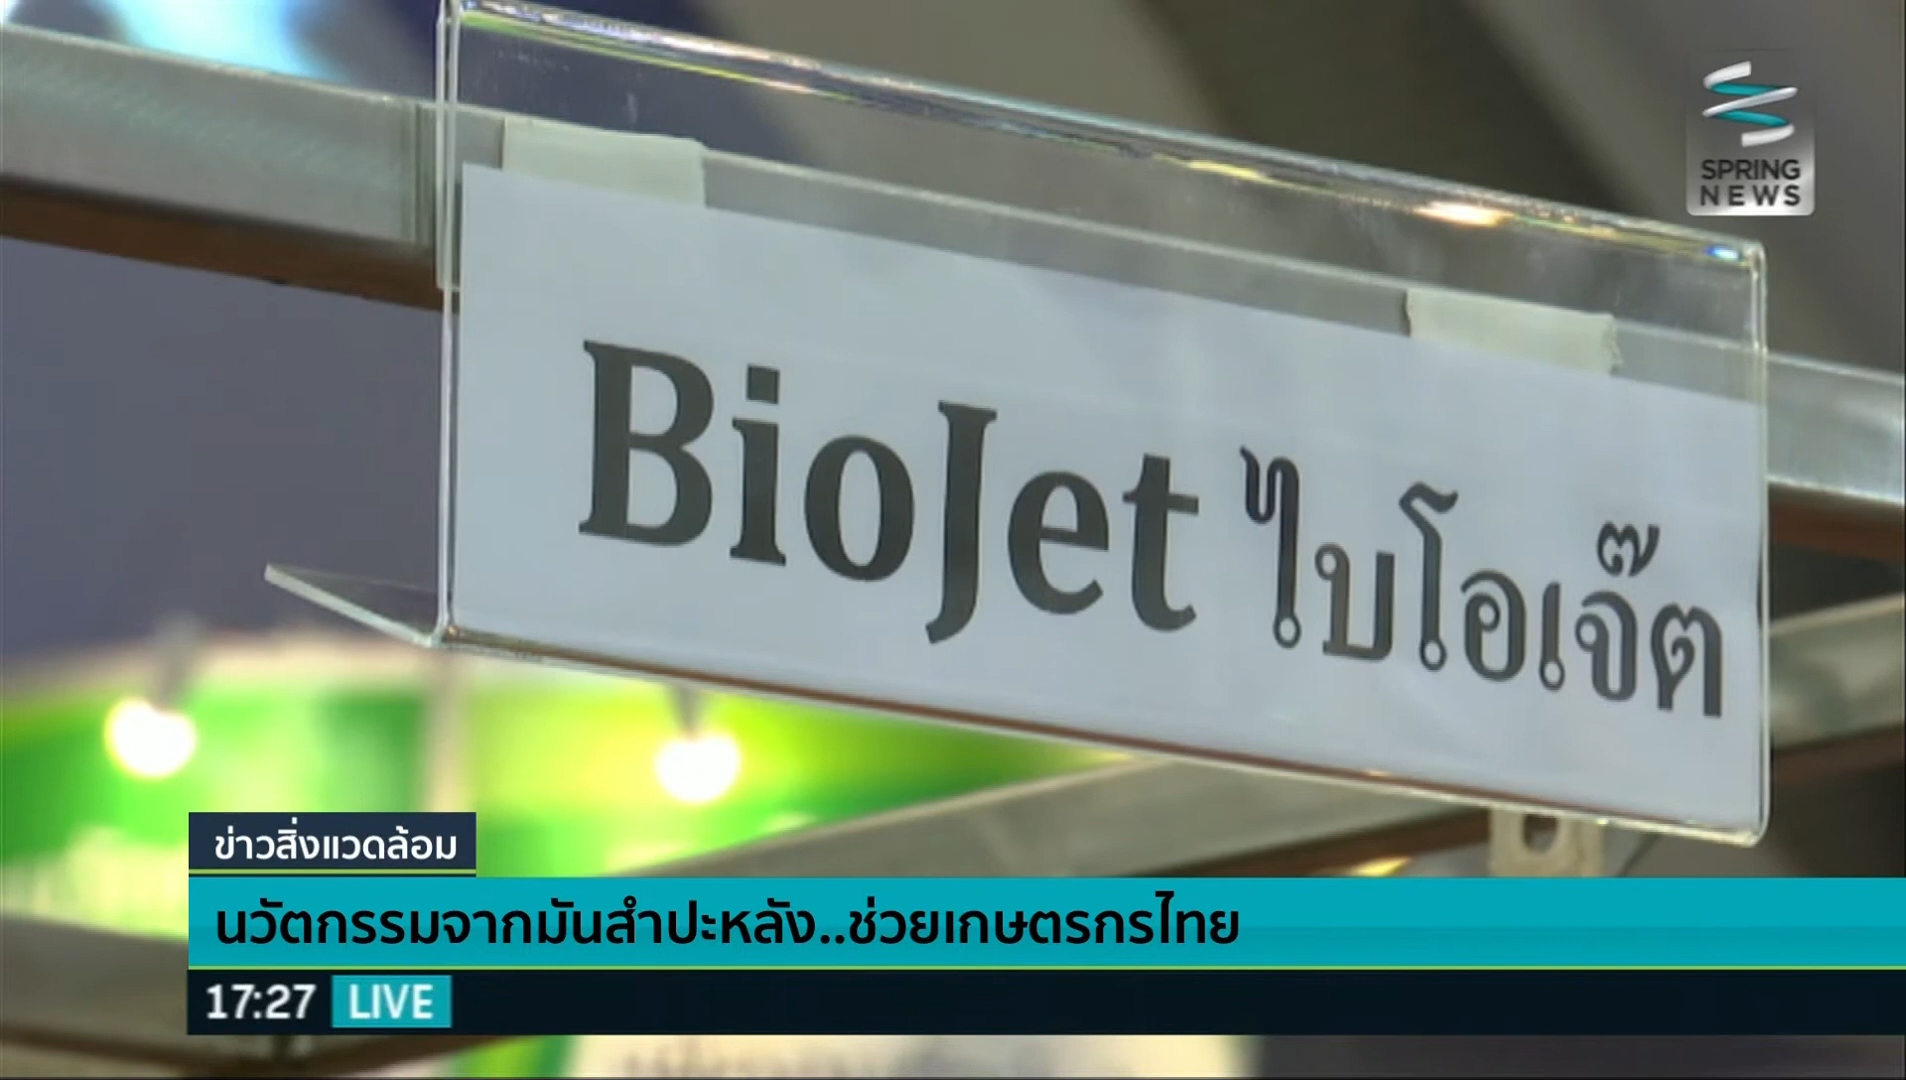 SPRING
NEWS
BioJet ไบโอเจ๊ต
ข่าวสิ่งแวดล้อม
นวัตกรรมจากมันสำปะหลัง..ช่วยเกษตรกรไทย
17:27 LIVE